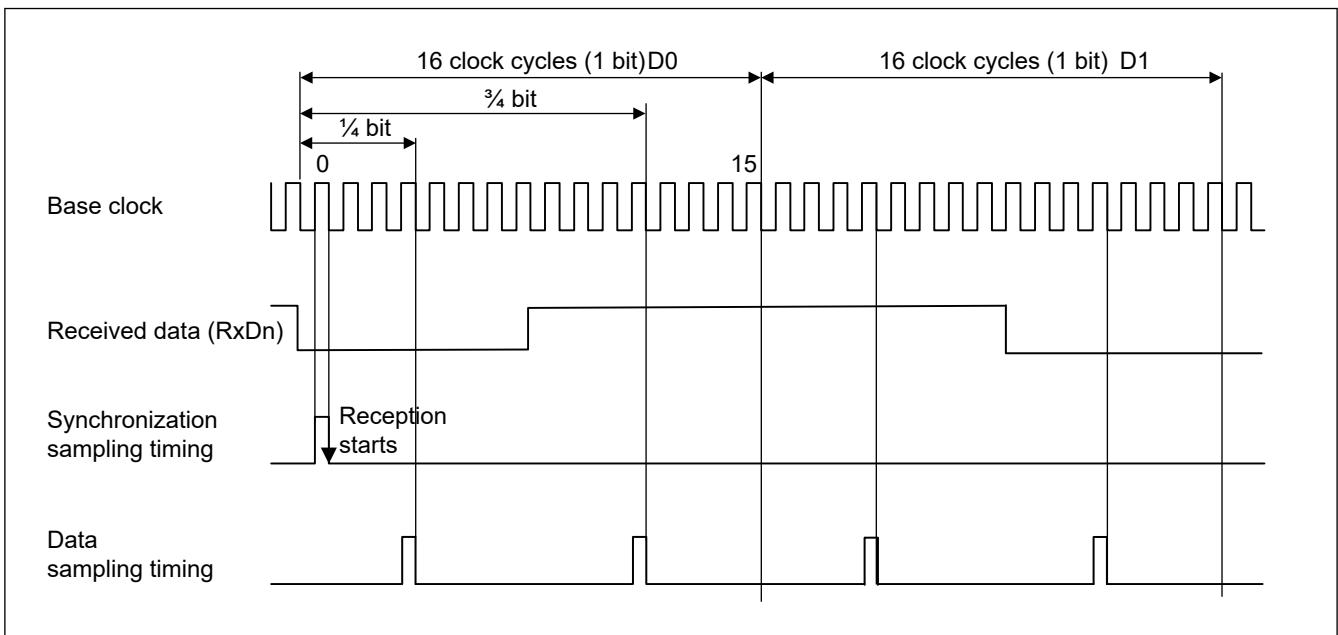 16 clock cycles (1 bit)D0
16 clock cycles (1 bit) D1
¾ bit
¼ bit
0
15
Base clock
Received data (RxDn)
Synchronization
sampling timing
Reception
starts
Data
sampling timing